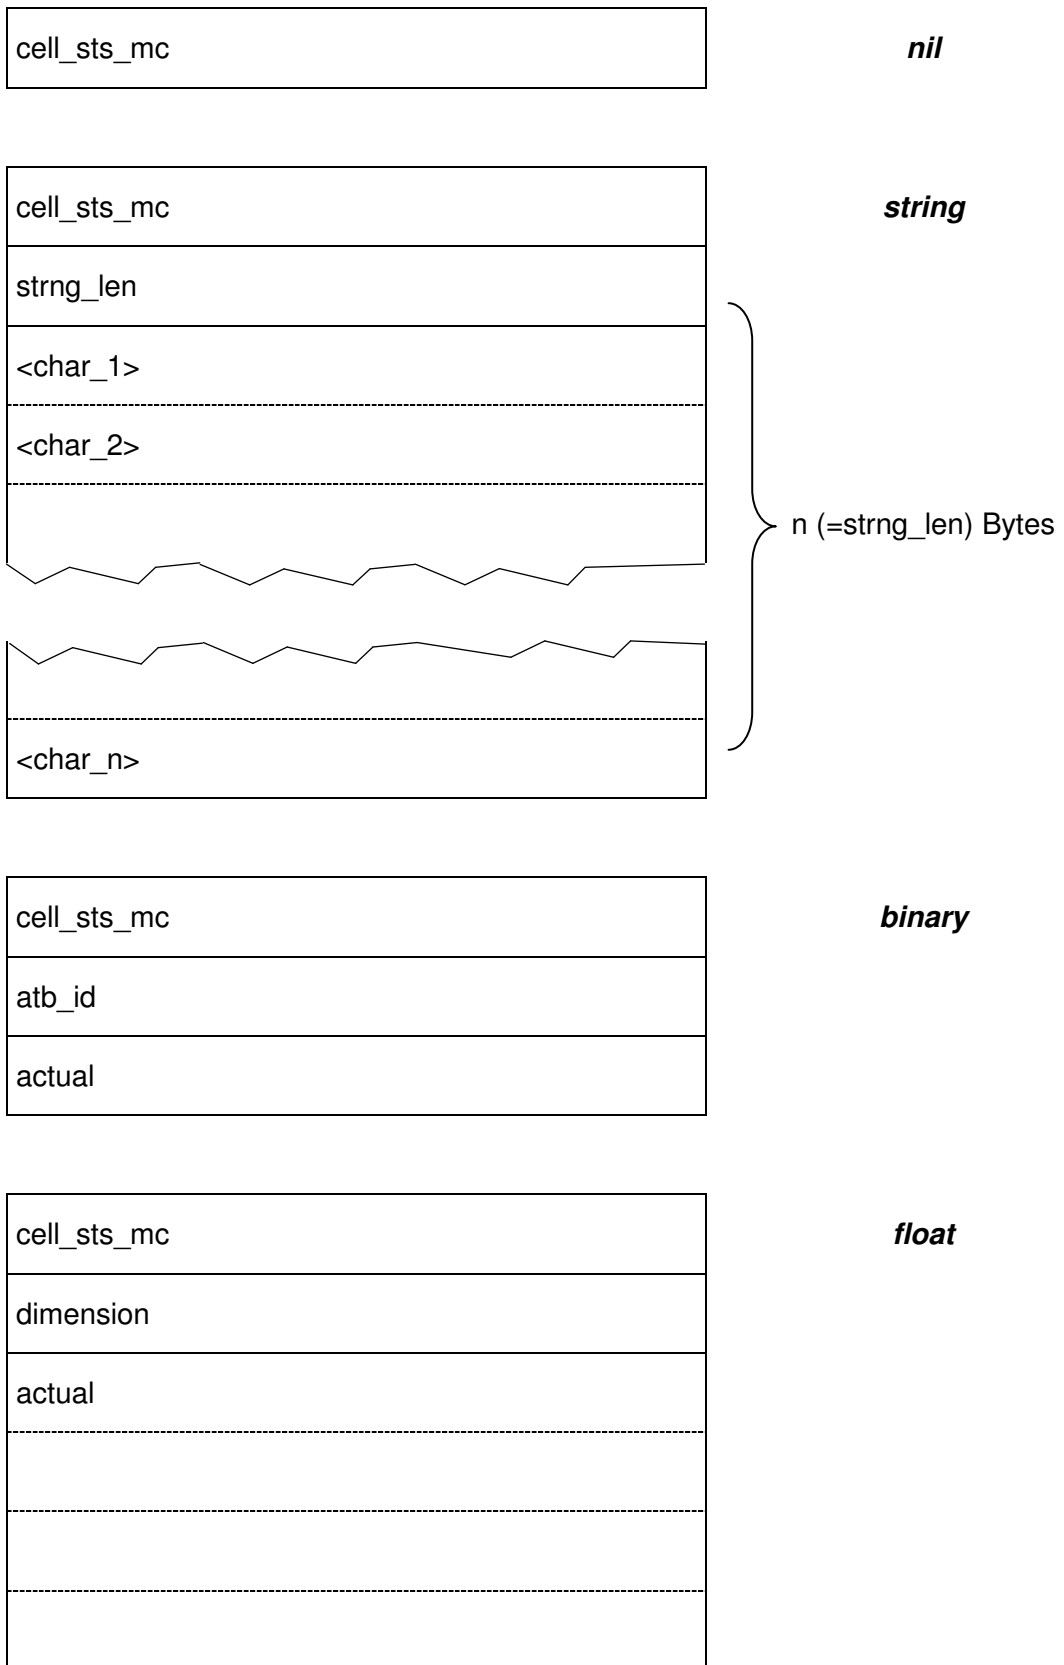 cell_sts_mc nil
cell_sts_mc string
strng_len
<char_1>
<char_2>
n (=strng_len) Bytes
<char_n>
cell_sts_mc binary
atb_id
actual
cell_sts_mc float
dimension
actual